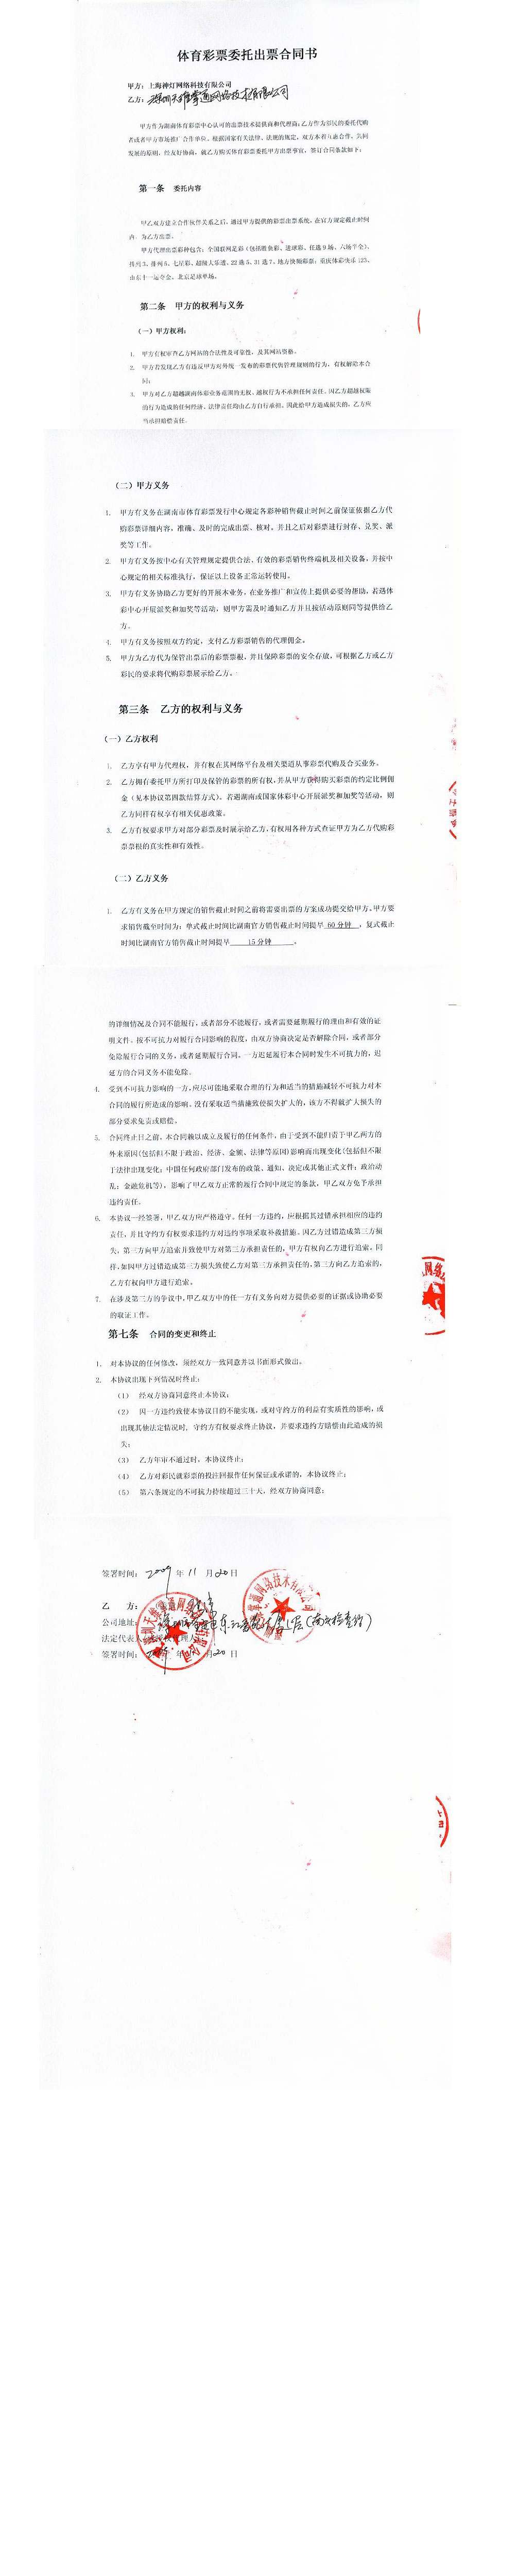 体育彩票委托出票合同书
甲方：上海神灯网络科技有限公司
乙方：深圳天维掌通网络技术有限公司
甲方作为湖南体育彩票中心认可的出票技术提供商和代理商；乙方作为彩民的委托代购
者或者甲方市场推广合作单位。根据国家有关法律、法规的规定，双方本着互惠合作、共同
发展的原则，经友好协商，就乙方购买体育彩票委托甲方出票事宜，签订合同条款如下：
第一条 委托内容
甲乙双方建立合作伙伴关系之后，通过甲方提供的彩票出票系统，在官方规定截止时间
内，为乙方出票。
甲方代理出票彩种包含：全国联网足彩（包括胜负彩、进球彩、任选9场、六场半全）、
排列3、排列5、七星彩、超级大乐透、22选5、31选7、地方快频彩票：重庆体彩快乐123、
山东十一运夺金、北京足球单场。
第二条 甲方的权利与义务
（一）甲方权利：
1. 甲方有权审查乙方网站的合法性及可靠性，及其网站资格。
2. 甲方若发现乙方有违反甲方对外统一发布的彩票代售管理规则的行为，有权解除本合
同；
3. 甲方对乙方超越湖南体彩业务范围的无权、越权行为不承担任何责任。因乙方超越权限
的行为造成的任何经济、法律责任均由乙方自行承担。因此给甲方造成损失的，乙方应
当承担赔偿责任。
（二）甲方义务
1. 甲方有义务在湖南市体育彩票发行中心规定各彩种销售截止时间之前保证依据乙方代
购彩票详细内容，准确、及时的完成出票、核对。并且之后对彩票进行封存、兑奖、派
奖等工作。
2. 甲方有义务按中心有关管理规定提供合法、有效的彩票销售终端机及相关设备，并按中
心规定的相关标准执行，保证以上设备正常运转使用。
3. 甲方有义务协助乙方更好的开展本业务。在业务推广和宣传上提供必要的帮助，若遇体
彩中心开展派奖和加奖等活动，则甲方需及时通知乙方并且按活动原则同等提供给乙
方。
4. 甲方有义务按照双方约定，支付乙方彩票销售的代理佣金。
5. 甲方为乙方代为保管出票后的彩票票根，并且保障彩票的安全存放，可根据乙方或乙方
彩民的要求将代购彩票展示给乙方。
第三条 乙方的权利与义务
（一）乙方权利
1. 乙方享有甲方代理权，并有权在其网络平台及相关渠道从事彩票代购及合买业务。
2. 乙方拥有委托甲方所打印及保管的彩票的所有权，并从甲方获得购买彩票的约定比例佣
金（见本协议第四款结算方式）。若遇湖南或国家体彩中心开展派奖和加奖等活动，则
乙方同样有权享有相关优惠政策。
3. 乙方有权要求甲方对部分彩票及时展示给乙方，有权用各种方式查证甲方为乙方代购彩
票票根的真实性和有效性。
（二）乙方义务
1. 乙方有义务在甲方规定的销售截止时间之前将需要出票的方案成功提交给甲方。甲方要
求销售截至时间为：单式截止时间比湖南官方销售截止时间提早 60分钟 ，复式截止
时间比湖南官方销售截止时间提早 15分钟 。
的详细情况及合同不能履行，或者部分不能履行，或者需要延期履行的理由和有效的证
明文件。按不可抗力对履行合同影响的程度，由双方协商决定是否解除合同，或者部分
免除履行合同的义务，或者延期履行合同。一方迟延履行本合同时发生不可抗力的，迟
延方的合同义务不能免除。
4. 受到不可抗力影响的一方，应尽可能地采取合理的行为和适当的措施减轻不可抗力对本
合同的履行所造成的影响。没有采取适当措施致使损失扩大的，该方不得就扩大损失的
部分要求免责或赔偿。
5. 合同终止日之前，本合同赖以成立及履行的任何条件，由于受到不能归责于甲乙两方的
外来原因（包括但不限于政治、经济、金额、法律等原因）影响而出现变化（包括但不限
于法律出现变化；中国任何政府部门发布的政策、通知、决定或其他正式文件；政治动
乱；金融危机等），影响了甲乙双方正常的履行合同中规定的条款，甲乙双方免予承担
违约责任。
6. 本协议一经签署，甲乙双方应严格遵守。任何一方违约，应根据其过错承担相应的违约
责任，并且守约方有权要求违约方对违约事项采取补救措施。因乙方过错造成第三方损
失，第三方向甲方追索并致使甲方对第三方承担责任的，甲方有权向乙方进行追索。同
样，如因甲方过错造成第三方损失致使乙方对第三方承担责任的，第三方向乙方追索的，
乙方有权向甲方进行追索。
7. 在涉及第三方的争议中，甲乙双方中的任一方有义务向对方提供必要的证据或协助必要
的取证工作。
第七条 合同的变更和终止
1. 对本协议的任何修改，须经双方一致同意并以书面形式做出。
2. 本协议出现下列情况时终止：
（1） 经双方协商同意终止本协议；
（2） 因一方违约致使本协议目的不能实现，或对守约方的利益有实质性的影响，或
出现其他法定情况时，守约方有权要求终止协议，并要求违约方赔偿由此造成的损
失；
（3） 乙方年审不通过时，本协议终止；
（4） 乙方对彩民就彩票的投注回报作任何保证或承诺的，本协议终止；
（5） 第六条规定的不可抗力持续超过三十天，经双方协商同意；
签署时间：2009 年 11 月 20 日
乙 方：
公司地址：
法定代表人
签署时间：2009 年 11 月 20 日